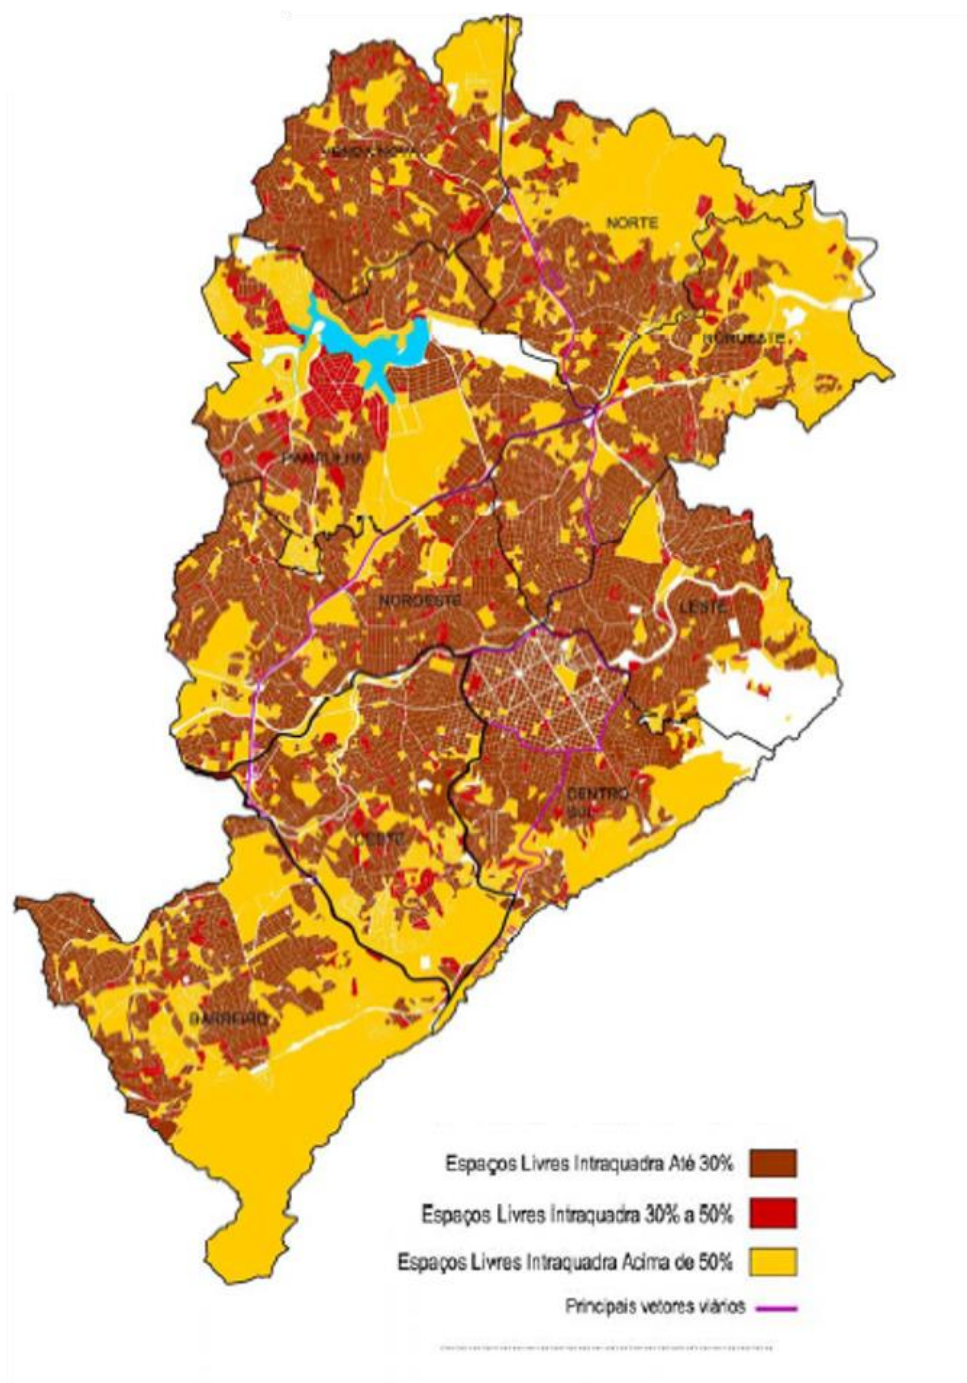 VENDA NOVA
NORTE
NORDESTE
PAMPULHA
NOROESTE
LESTE
CENTRO
SUL
OESTE
BARREIRO
Espaços Livres Intraquadra Até 30%
Espaços Livres Intraquadra 30% a 50%
Espaços Livres Intraquadra Acima de 50%
Principais vetores viários